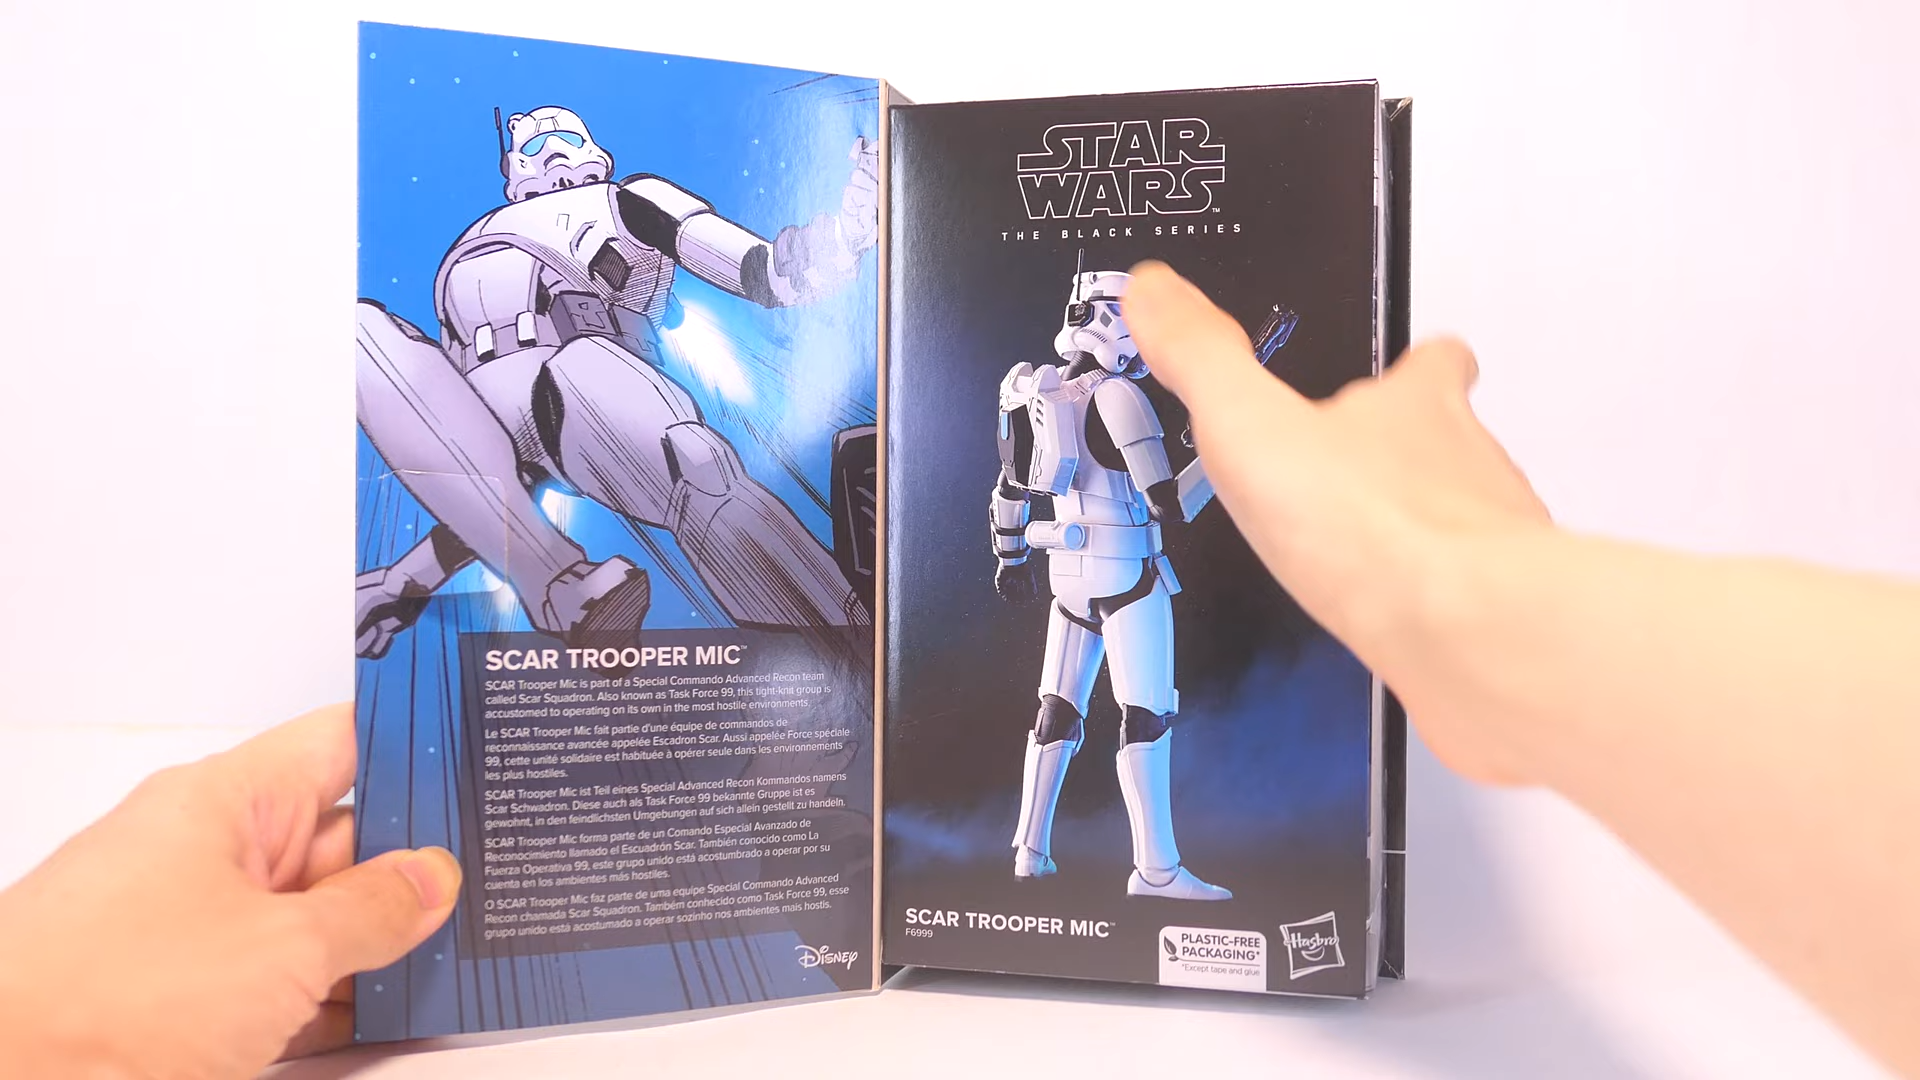 SCAR TROOPER MIC™
SCAR Trooper Mic is part of a Special Commando Advanced Recon team
called Scar Squadron. Also known as Task Force 99, this tight-knit group is
accustomed to operating on its own in the most hostile environments.
Le SCAR Trooper Mic fait partie d'une équipe de commandos de
reconnaissance avancée appelée Escadron Scar. Aussi appelée Force spéciale
99, cette unité solidaire est habituée à opérer seule dans les environnements
les plus hostiles.
SCAR Trooper Mic ist Teil eines Special Advanced Recon Kommandos namens
Scar Schwadron. Diese auch als Task Force 99 bekannte Gruppe ist es
gewohnt, in den feindlichsten Umgebungen auf sich allein gestellt zu handeln.
SCAR Trooper Mic forma parte de un Comando Especial Avanzado de
Reconocimiento llamado el Escuadrón Scar. También conocido como La
Fuerza Operativa 99, este grupo unido está acostumbrado a operar por su
cuenta en los ambientes más hostiles.
O SCAR Trooper Mic faz parte de uma equipe Special Commando Advanced
Recon chamada Scar Squadron. Também conhecido como Task Force 99, esse
grupo unido está acostumado a operar sozinho nos ambientes mais hostis.
Disney
STAR
WARS™
THE BLACK SERIES
SCAR TROOPER MIC™
F6999
PLASTIC-FREE
PACKAGING*
*Except tape and glue
Hasbro